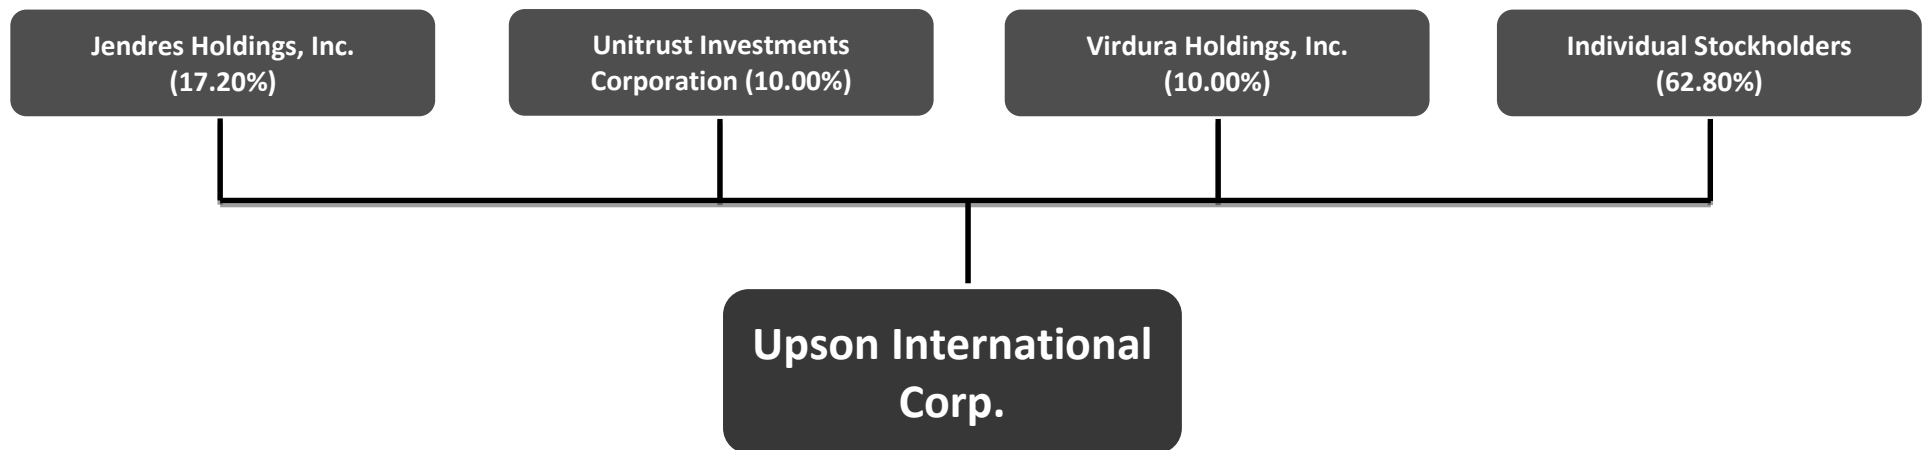 Jendres Holdings, Inc.
(17.20%)
Unitrust Investments
Corporation (10.00%)
Virdura Holdings, Inc.
(10.00%)
Individual Stockholders
(62.80%)
Upson International
Corp.